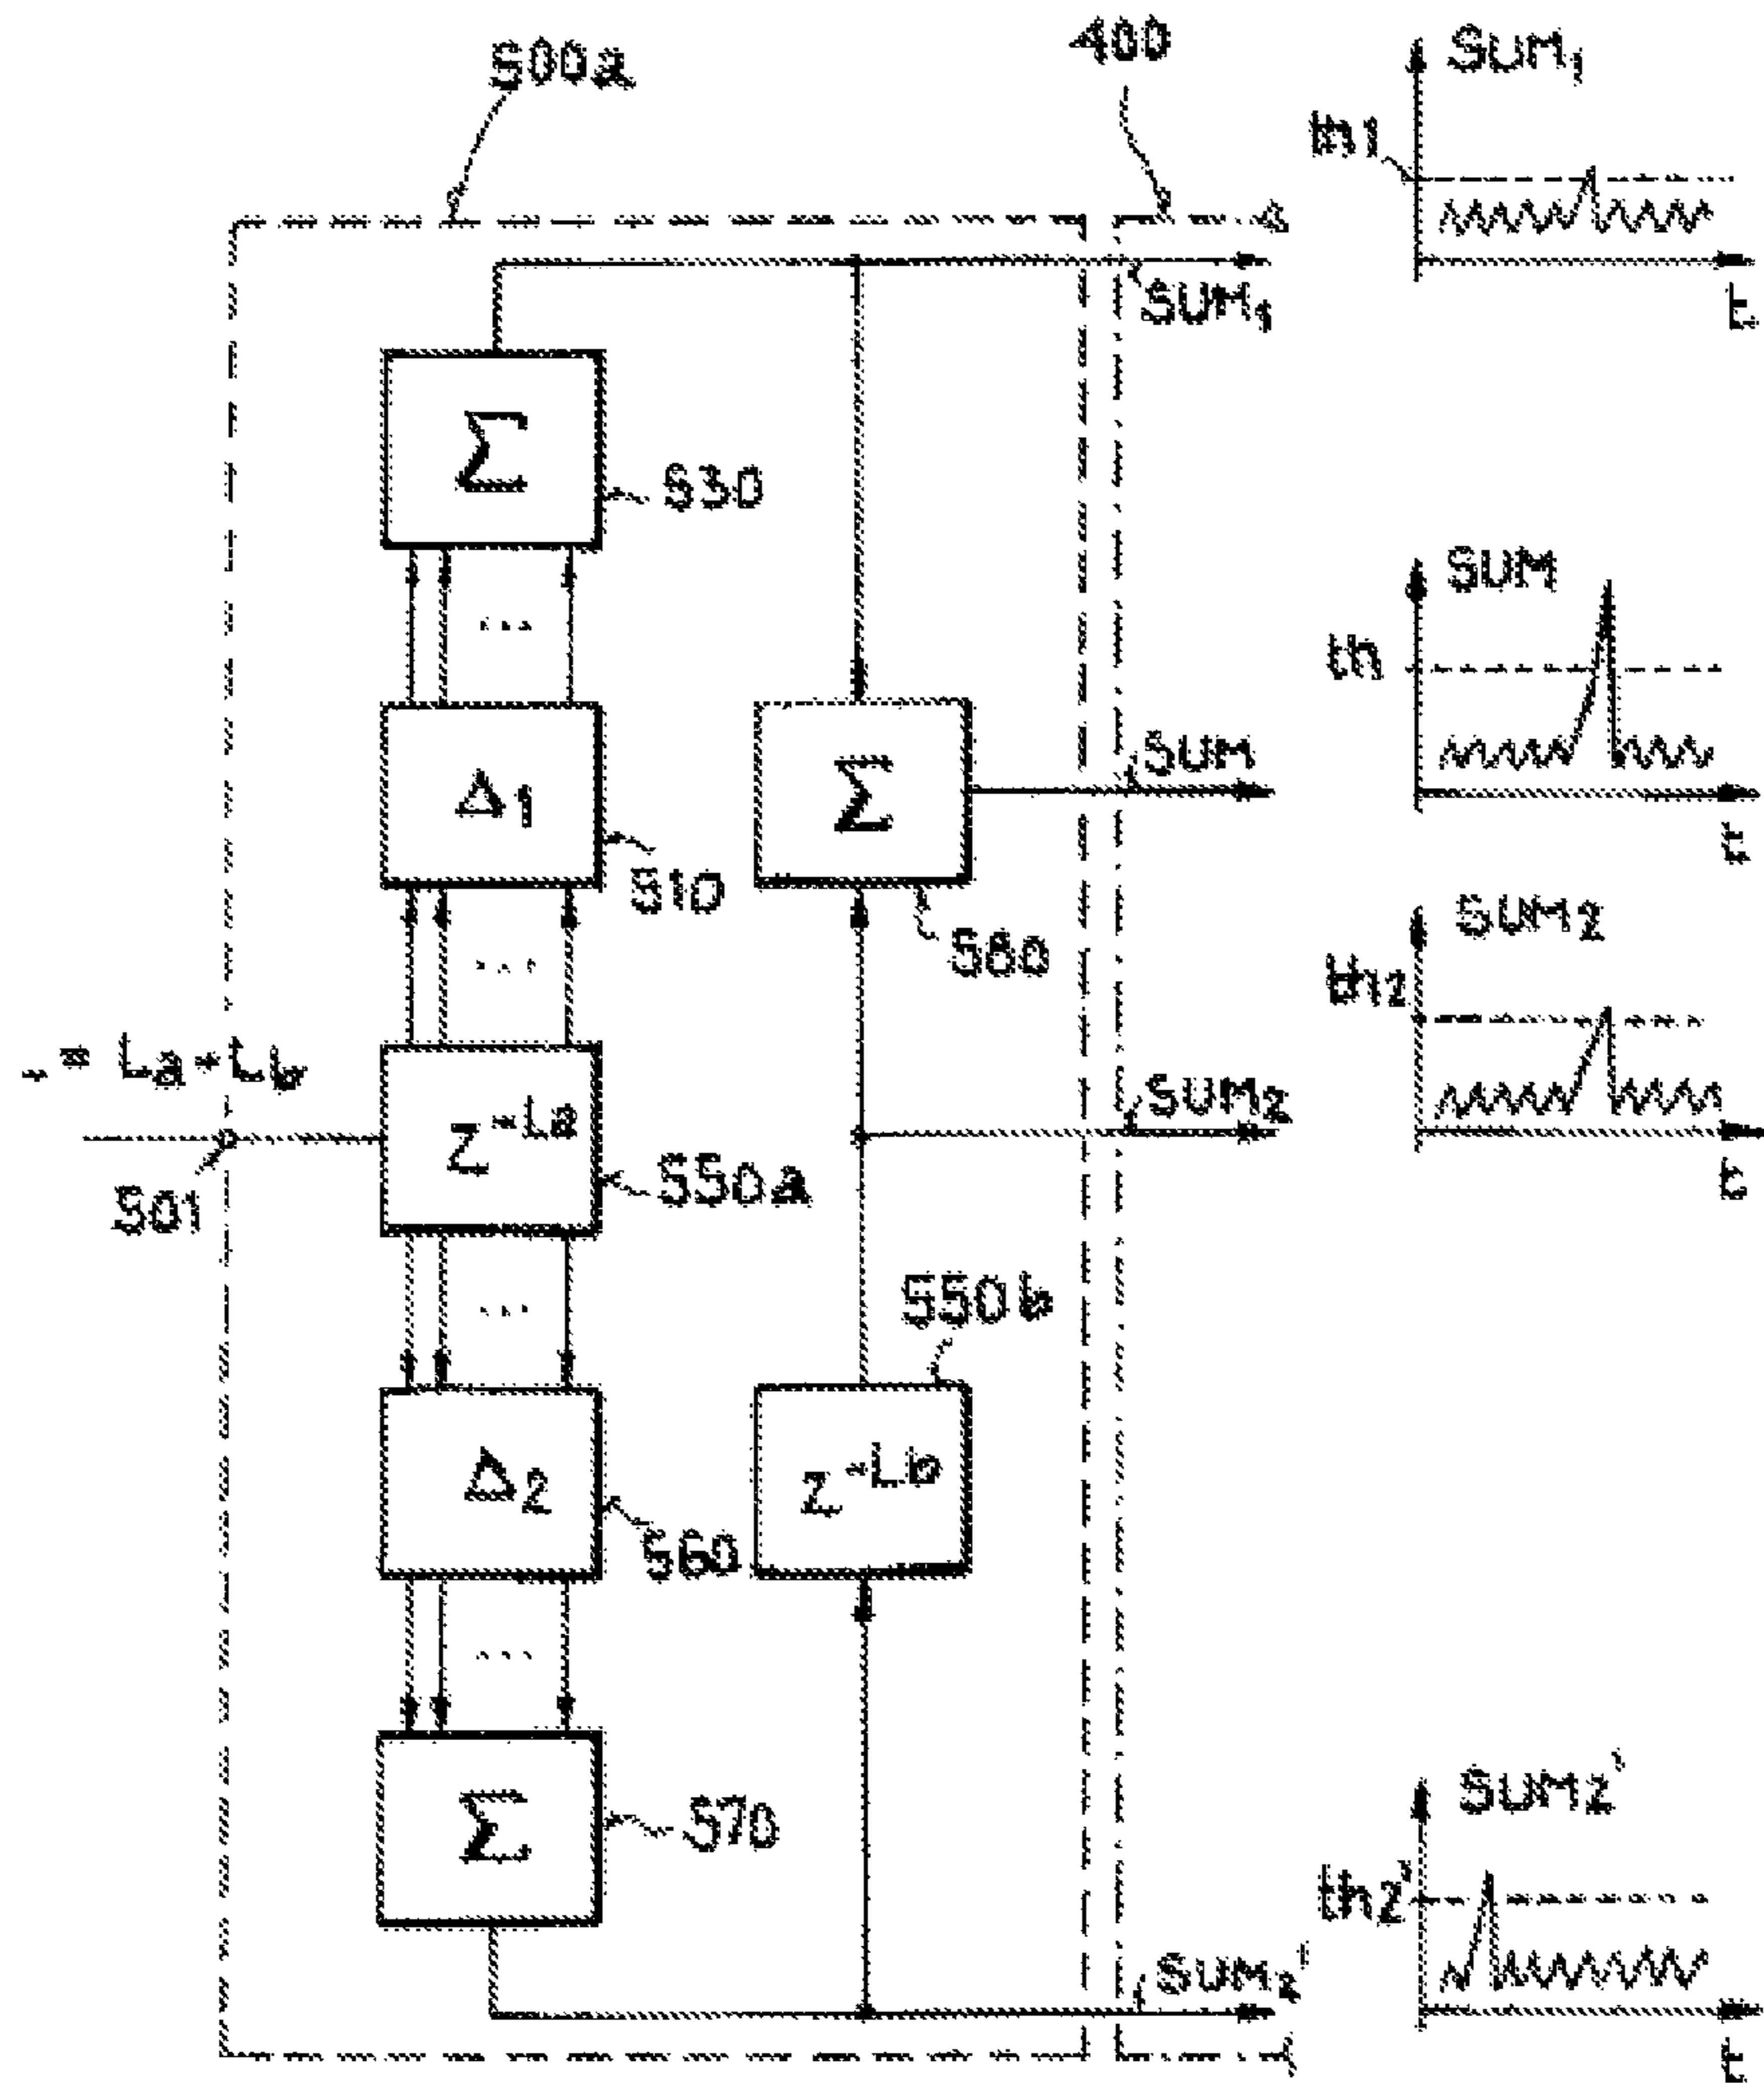 500a
400
SUM₁
th1
SUM₁
t
Σ
530
...
Δ1
510
Σ
580
SUM
SUM
th
t
...
SUM₂
th2
L = La + Lb
501
Z^-La
550a
SUM₂
t
...
550b
Δ2
560
Z^-Lb
...
Σ
570
SUM₂'
SUM₂'
th2'
t